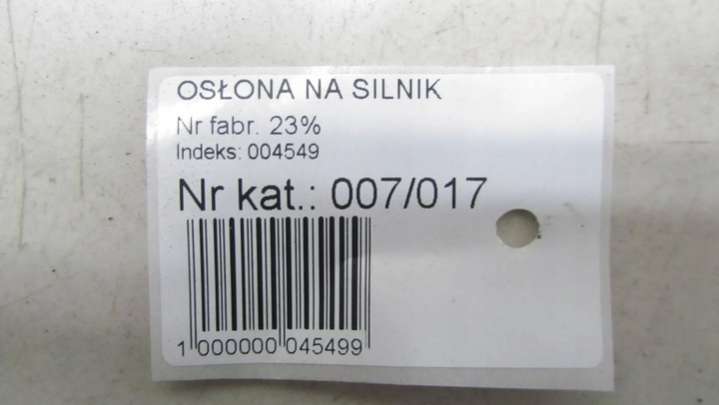 OSŁONA NA SILNIK
Nr fabr. 23%
Indeks: 004549
Nr kat.: 007/017
1 000000 045499